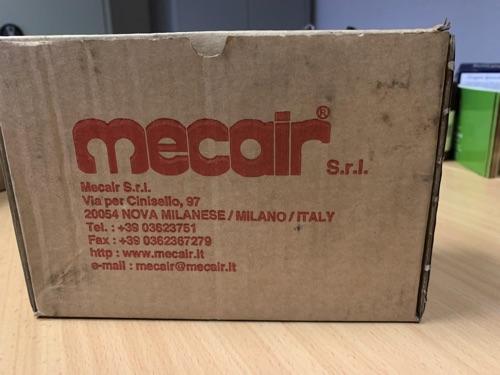 mecair® S.r.l.
Mecair S.r.l.
Via per Cinisello, 97
20054 NOVA MILANESE / MILANO / ITALY
Tel. : +39 03623751
Fax : +39 0362367279
http : www.mecair.it
e-mail : mecair@mecair.it